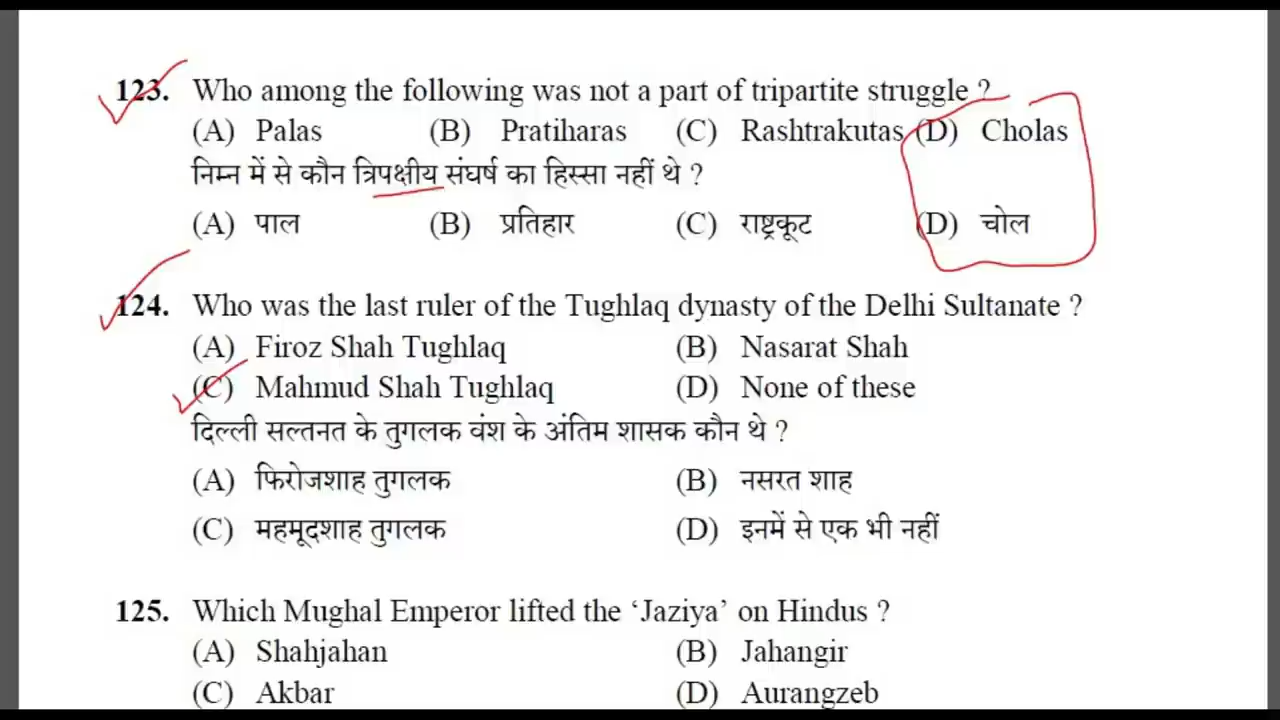 123. Who among the following was not a part of tripartite struggle ?
(A) Palas (B) Pratiharas (C) Rashtrakutas (D) Cholas
निम्न में से कौन त्रिपक्षीय संघर्ष का हिस्सा नहीं थे ?
(A) पाल (B) प्रतिहार (C) राष्ट्रकूट (D) चोल
124. Who was the last ruler of the Tughlaq dynasty of the Delhi Sultanate ?
(A) Firoz Shah Tughlaq (B) Nasarat Shah
(C) Mahmud Shah Tughlaq (D) None of these
दिल्ली सल्तनत के तुगलक वंश के अंतिम शासक कौन थे ?
(A) फिरोजशाह तुगलक (B) नसरत शाह
(C) महमूदशाह तुगलक (D) इनमें से एक भी नहीं
125. Which Mughal Emperor lifted the ‘Jaziya’ on Hindus ?
(A) Shahjahan (B) Jahangir
(C) Akbar (D) Aurangzeb